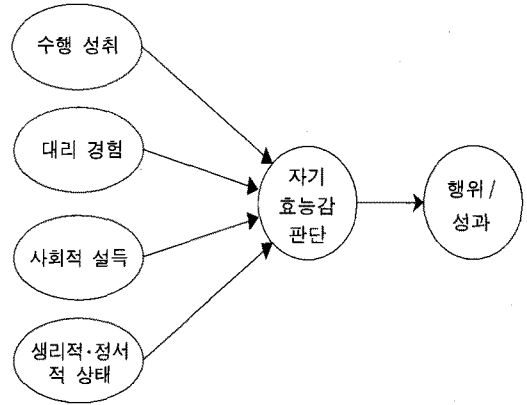 수행 성취
대리 경험
사회적 설득
생리적·정서
적 상태
자기
효능감
판단
행위/
성과